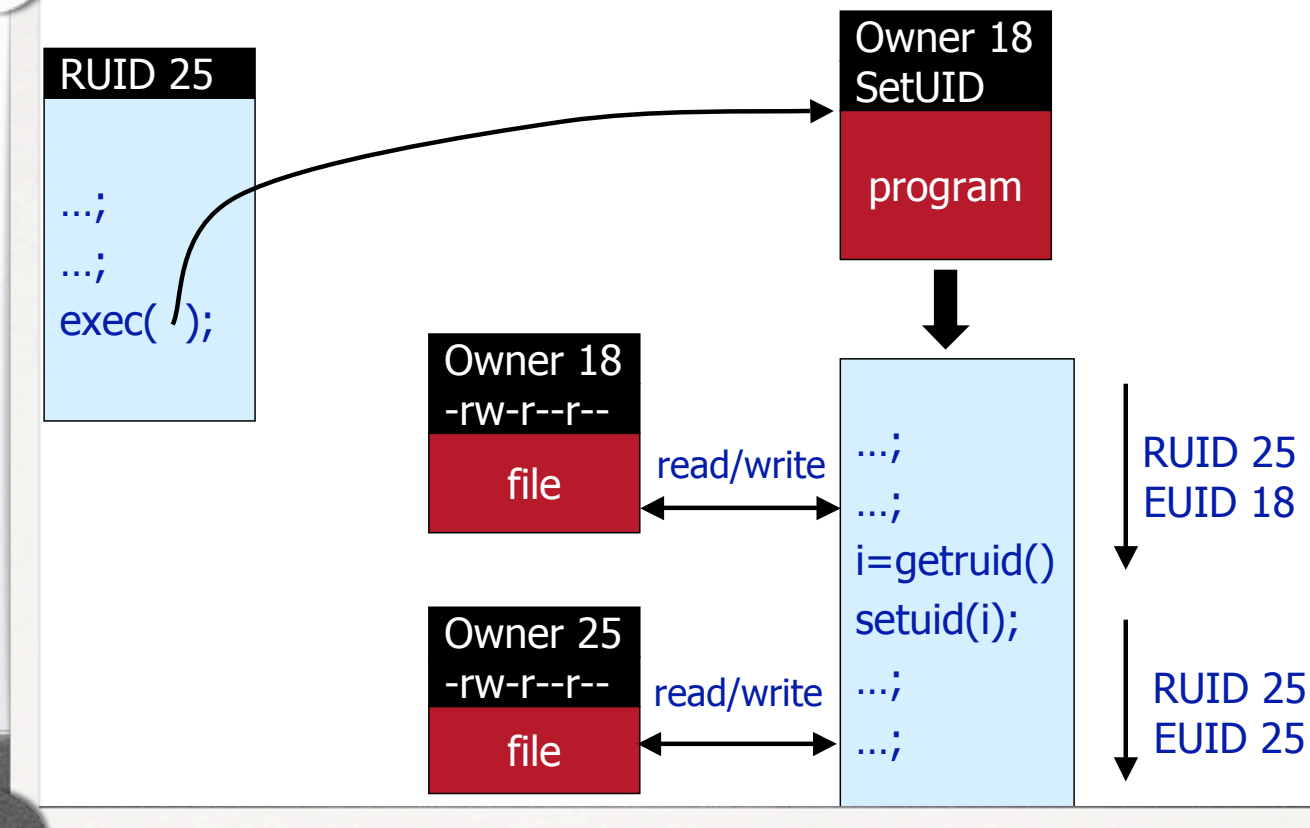 RUID 25
...;
...;
exec( );
Owner 18
SetUID
program
Owner 18
-rw-r--r--
file
read/write
Owner 25
-rw-r--r--
file
read/write
...;
...;
i=getruid()
setuid(i);
...;
...;
RUID 25
EUID 18
RUID 25
EUID 25